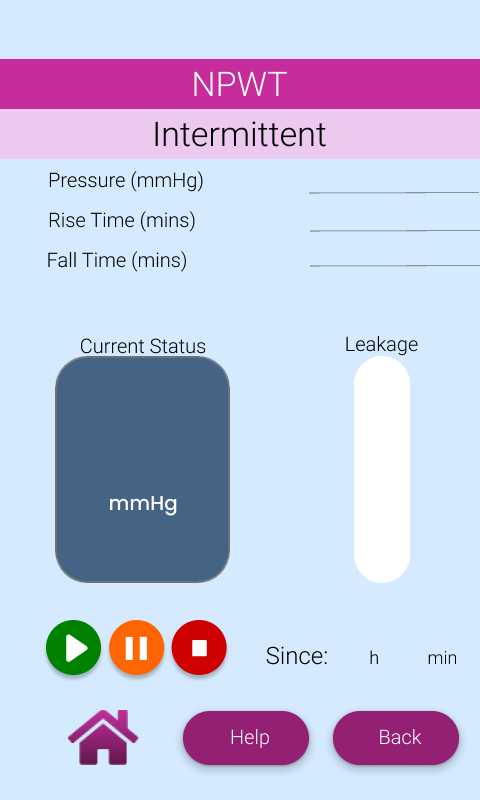 NPWT
Intermittent
Pressure (mmHg)
Rise Time (mins)
Fall Time (mins)
Current Status
Leakage
mmHg
Since: h min
Help
Back